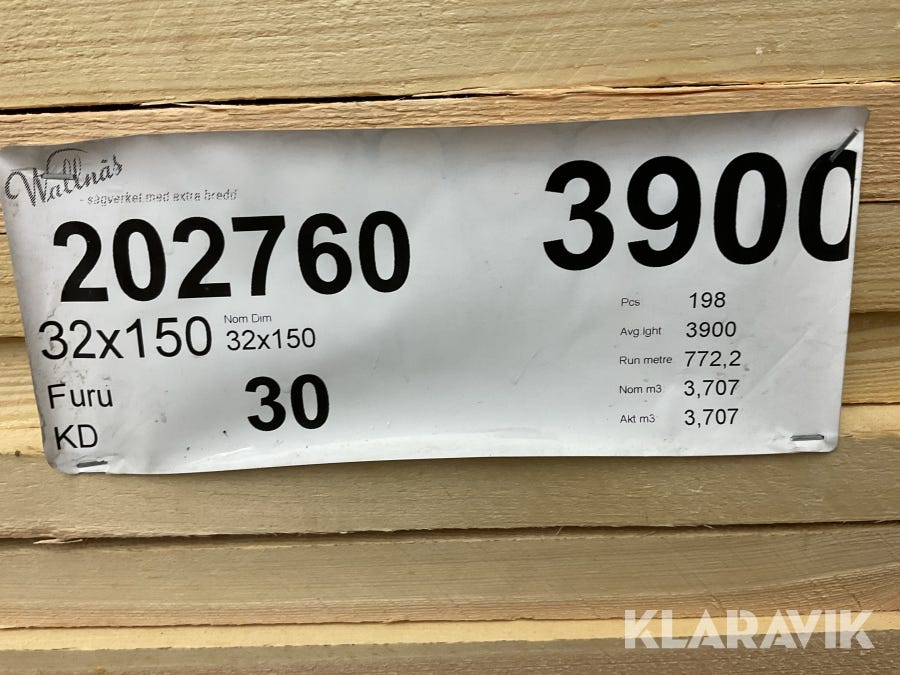 Wallnäs
- sågverket med extra bredd
202760
3900
32x150
Nom Dim
32x150
Furu
30
KD
Pcs 198
Avg.lght 3900
Run metre 772,2
Nom m3 3,707
Akt m3 3,707
KLARAVIK